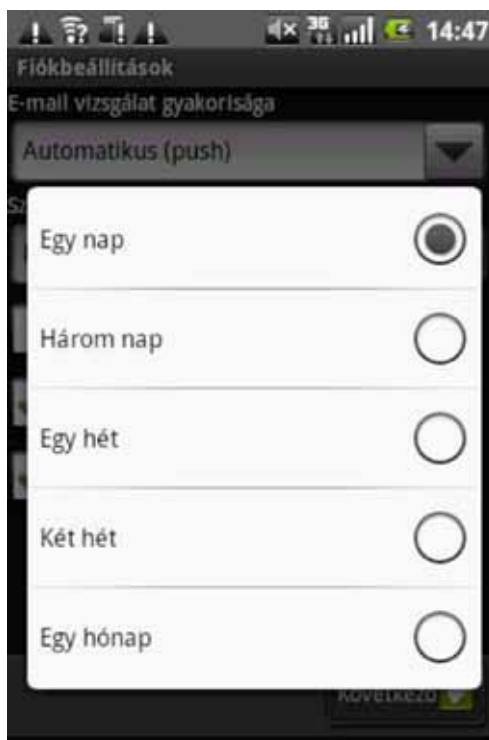 3G 14:47
Fiókbeállítások
E-mail vizsgálat gyakorisága
Automatikus (push)
Egy nap
Három nap
Egy hét
Két hét
Egy hónap
Következő